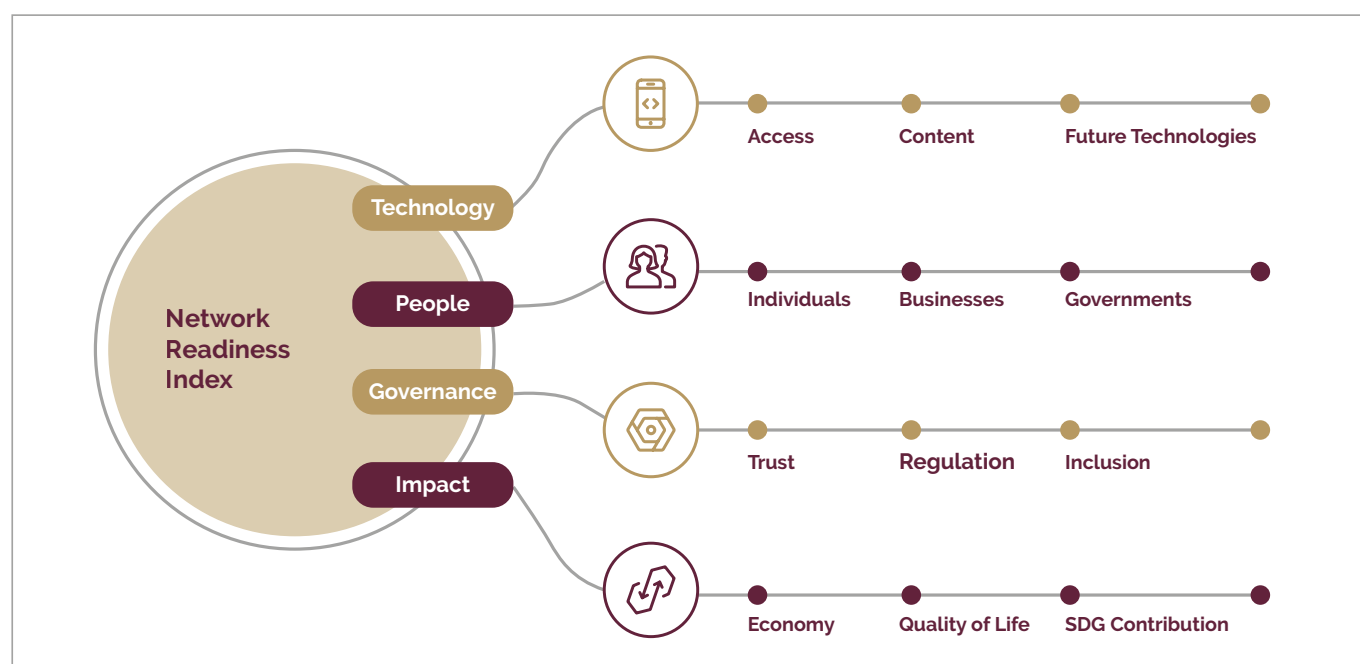 Network
Readiness
Index
Technology
Access
Content
Future Technologies
People
Individuals
Businesses
Governments
Governance
Trust
Regulation
Inclusion
Impact
Economy
Quality of Life
SDG Contribution